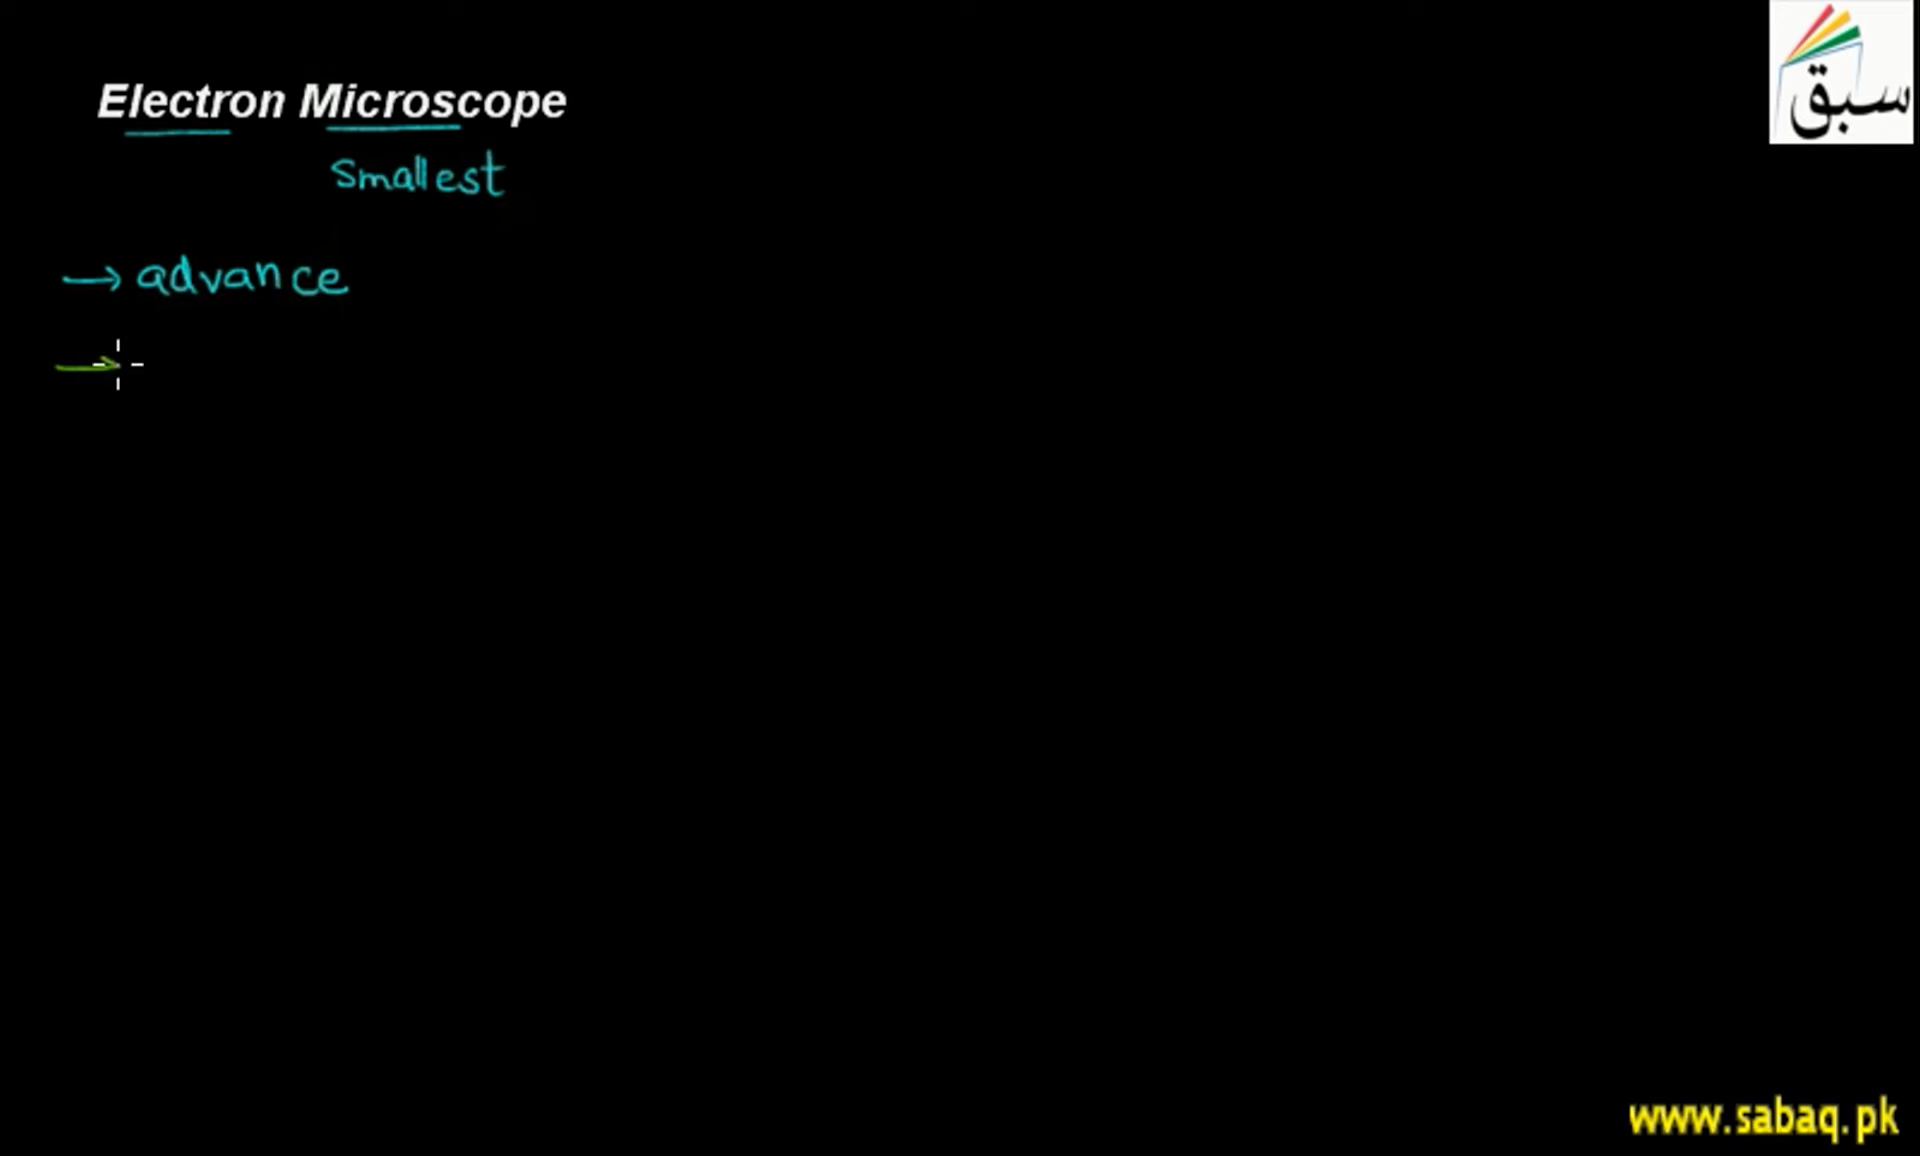 Electron Microscope
سبق
Smallest
→ advance
→
www.sabaq.pk